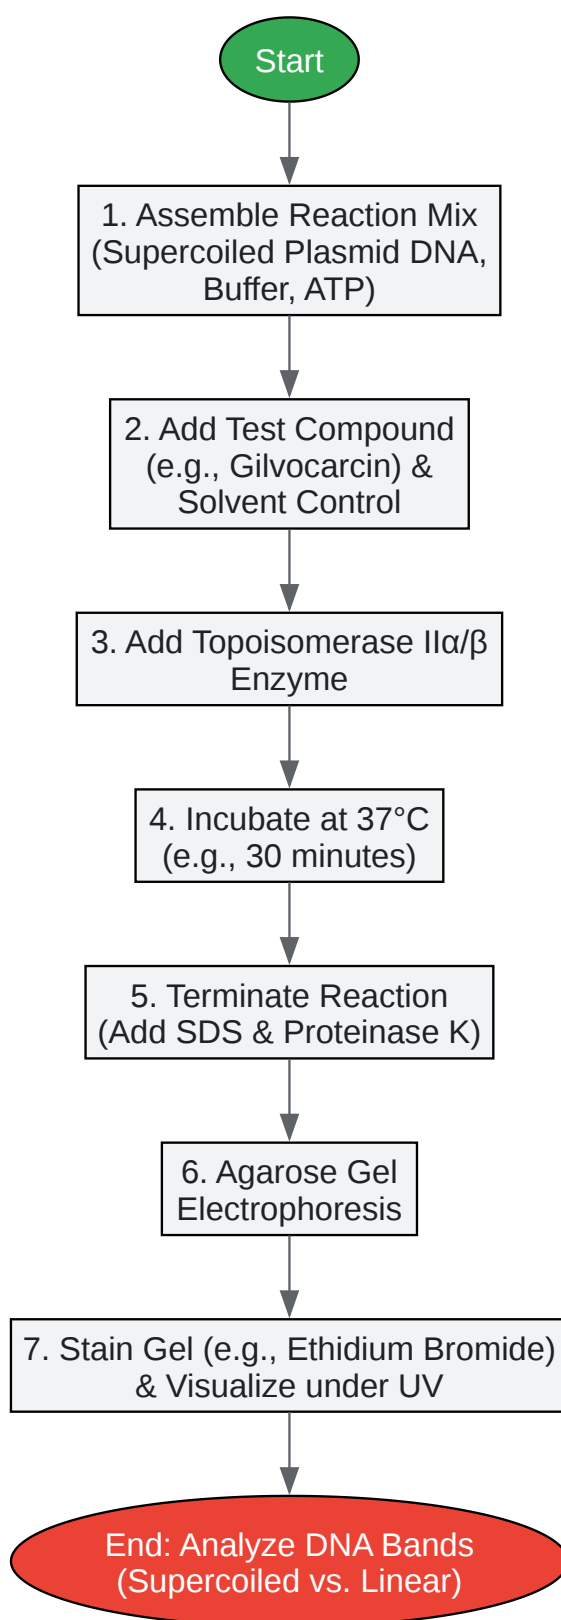 Start
1. Assemble Reaction Mix
(Supercoiled Plasmid DNA,
Buffer, ATP)
2. Add Test Compound
(e.g., Gilvocarcin) &
Solvent Control
3. Add Topoisomerase IIα/β
Enzyme
4. Incubate at 37°C
(e.g., 30 minutes)
5. Terminate Reaction
(Add SDS & Proteinase K)
6. Agarose Gel
Electrophoresis
7. Stain Gel (e.g., Ethidium Bromide)
& Visualize under UV
End: Analyze DNA Bands
(Supercoiled vs. Linear)